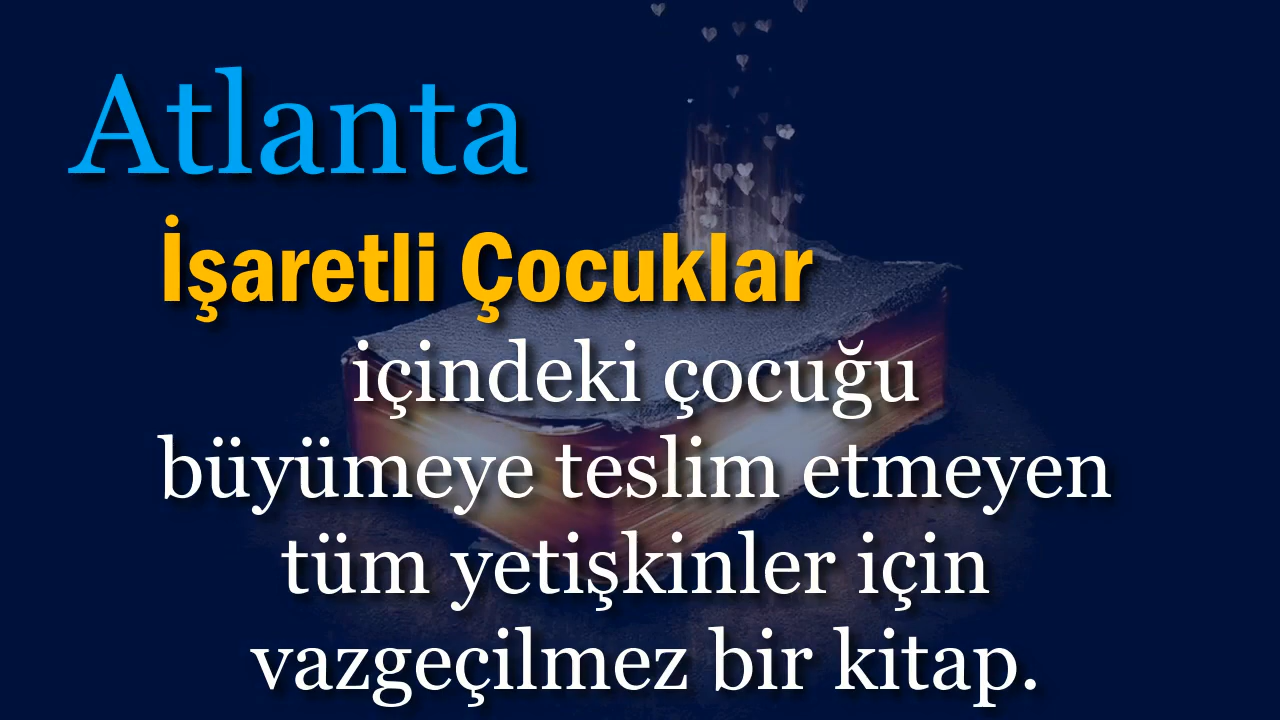 Atlanta
İşaretli Çocuklar
içindeki çocuğu
büyümeye teslim etmeyen
tüm yetişkinler için
vazgeçilmez bir kitap.